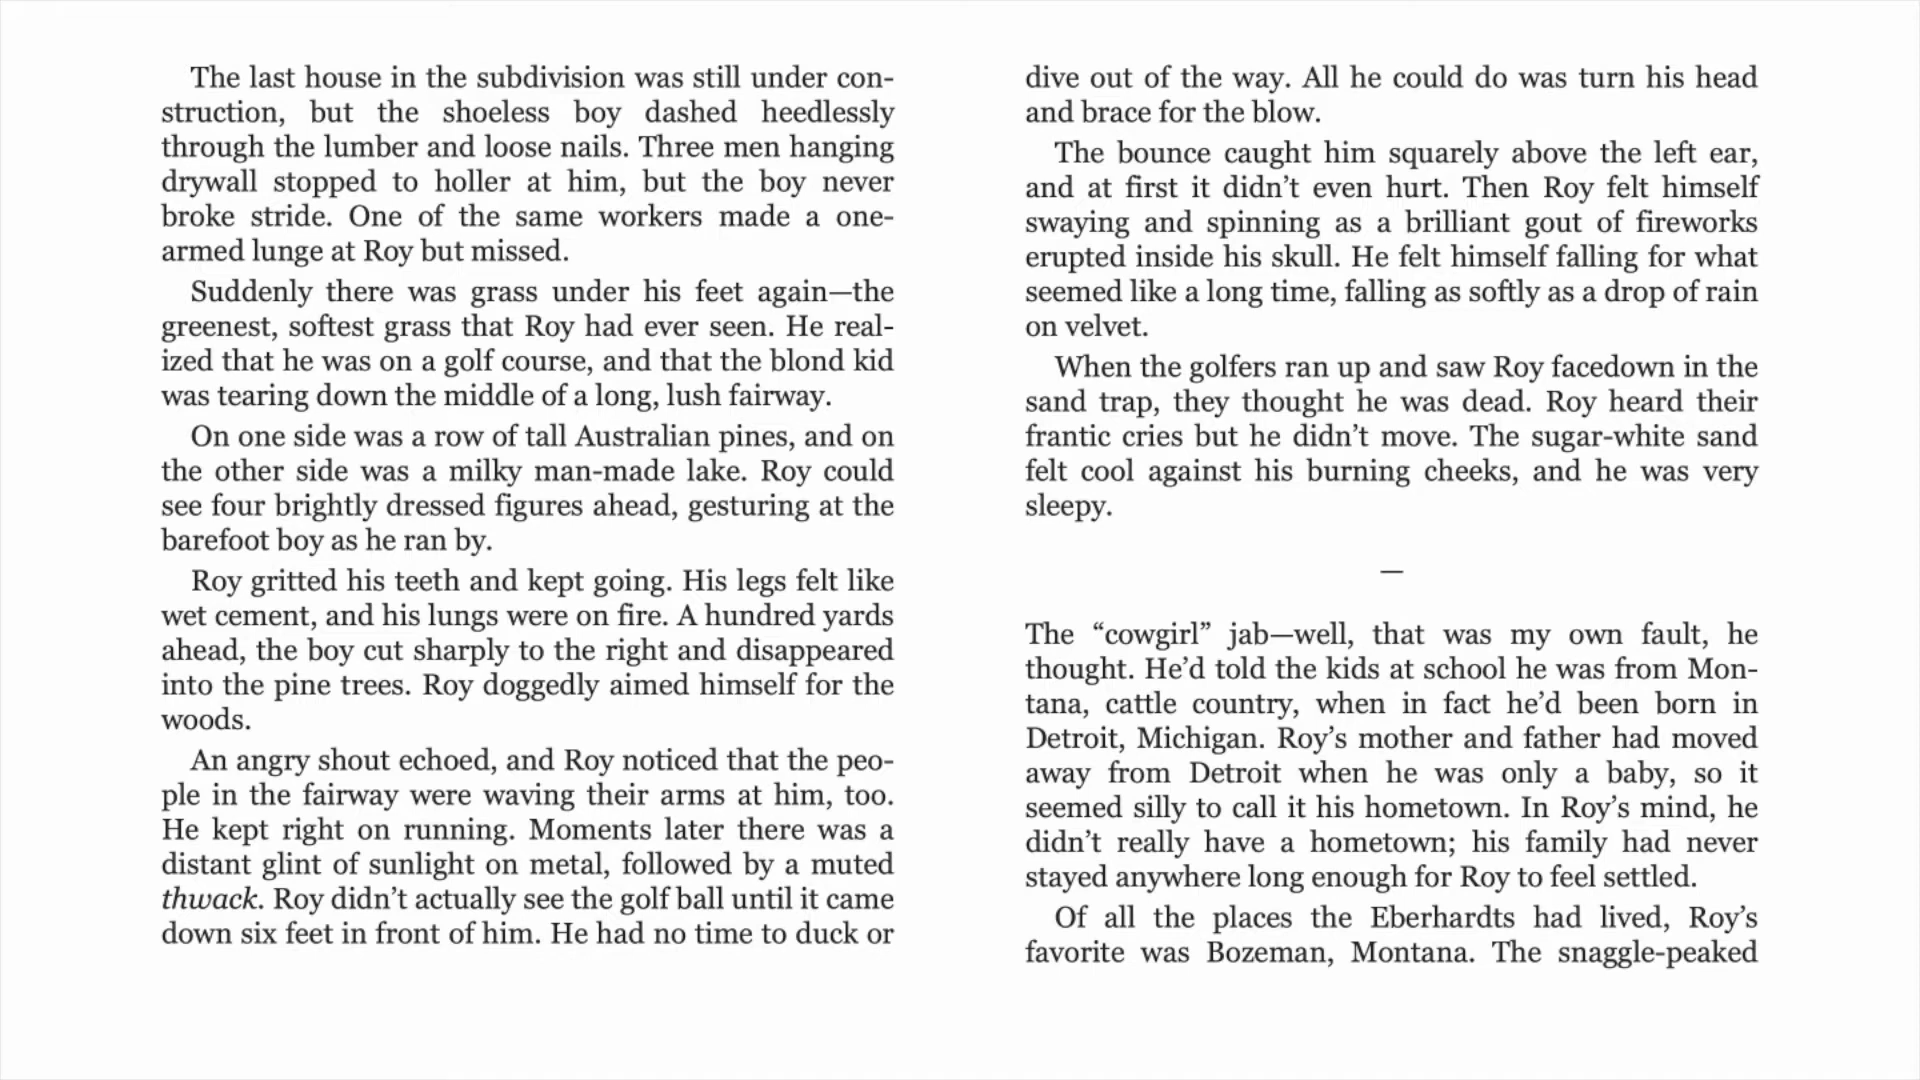 The last house in the subdivision was still under con-
struction, but the shoeless boy dashed heedlessly
through the lumber and loose nails. Three men hanging
drywall stopped to holler at him, but the boy never
broke stride. One of the same workers made a one-
armed lunge at Roy but missed.
Suddenly there was grass under his feet again—the
greenest, softest grass that Roy had ever seen. He real-
ized that he was on a golf course, and that the blond kid
was tearing down the middle of a long, lush fairway.
On one side was a row of tall Australian pines, and on
the other side was a milky man-made lake. Roy could
see four brightly dressed figures ahead, gesturing at the
barefoot boy as he ran by.
Roy gritted his teeth and kept going. His legs felt like
wet cement, and his lungs were on fire. A hundred yards
ahead, the boy cut sharply to the right and disappeared
into the pine trees. Roy doggedly aimed himself for the
woods.
An angry shout echoed, and Roy noticed that the peo-
ple in the fairway were waving their arms at him, too.
He kept right on running. Moments later there was a
distant glint of sunlight on metal, followed by a muted
thwack. Roy didn’t actually see the golf ball until it came
down six feet in front of him. He had no time to duck or
dive out of the way. All he could do was turn his head
and brace for the blow.
The bounce caught him squarely above the left ear,
and at first it didn’t even hurt. Then Roy felt himself
swaying and spinning as a brilliant gout of fireworks
erupted inside his skull. He felt himself falling for what
seemed like a long time, falling as softly as a drop of rain
on velvet.
When the golfers ran up and saw Roy facedown in the
sand trap, they thought he was dead. Roy heard their
frantic cries but he didn’t move. The sugar-white sand
felt cool against his burning cheeks, and he was very
sleepy.
—
The “cowgirl” jab—well, that was my own fault, he
thought. He’d told the kids at school he was from Mon-
tana, cattle country, when in fact he’d been born in
Detroit, Michigan. Roy’s mother and father had moved
away from Detroit when he was only a baby, so it
seemed silly to call it his hometown. In Roy’s mind, he
didn’t really have a hometown; his family had never
stayed anywhere long enough for Roy to feel settled.
Of all the places the Eberhardts had lived, Roy’s
favorite was Bozeman, Montana. The snaggle-peaked